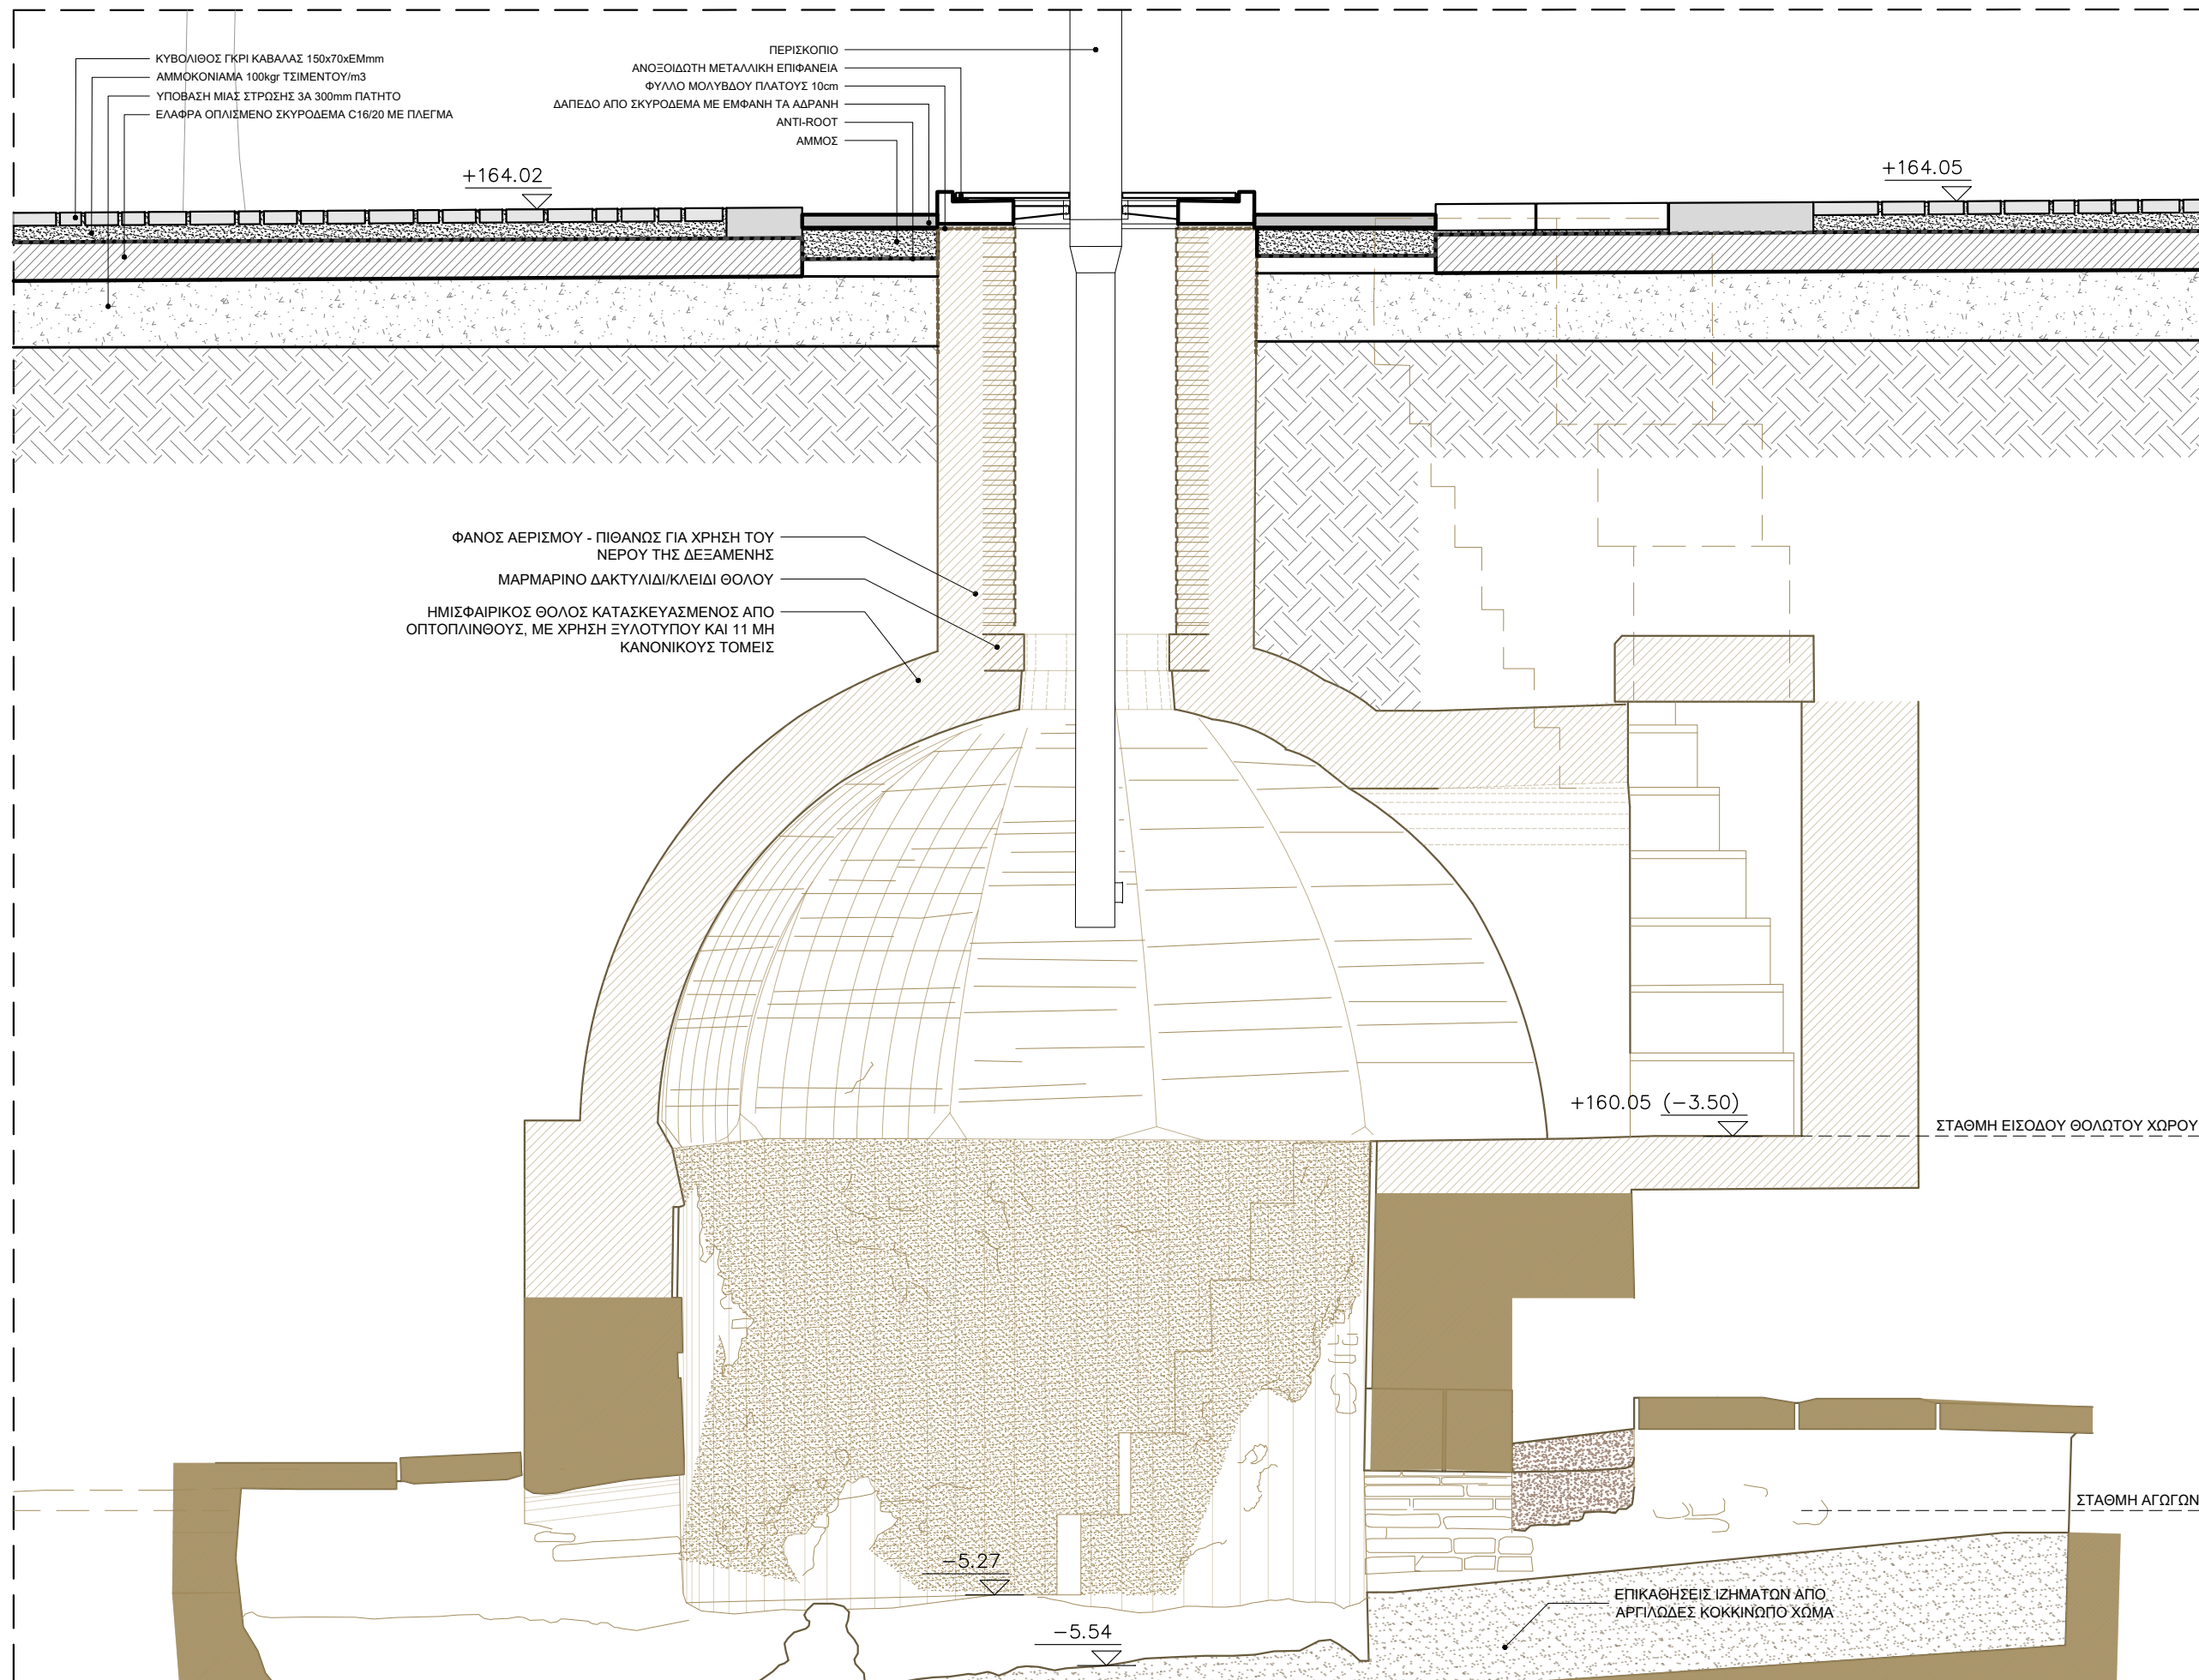 ΚΥΒΟΛΙΘΟΣ ΓΚΡΙ ΚΑΒΑΛΑΣ 150x70xΕΜmm
ΑΜΜΟΚΟΝΙΑΜΑ 100kgr ΤΣΙΜΕΝΤΟΥ/m3
ΥΠΟΒΑΣΗ ΜΙΑΣ ΣΤΡΩΣΗΣ 3Α 300mm ΠΑΤΗΤΟ
ΕΛΑΦΡΑ ΟΠΛΙΣΜΕΝΟ ΣΚΥΡΟΔΕΜΑ C16/20 ΜΕ ΠΛΕΓΜΑ
ΠΕΡΙΣΚΟΠΙΟ
ΑΝΟΞΟΙΔΩΤΗ ΜΕΤΑΛΛΙΚΗ ΕΠΙΦΑΝΕΙΑ
ΦΥΛΛΟ ΜΟΛΥΒΔΟΥ ΠΛΑΤΟΥΣ 10cm
ΔΑΠΕΔΟ ΑΠΟ ΣΚΥΡΟΔΕΜΑ ΜΕ ΕΜΦΑΝΗ ΤΑ ΑΔΡΑΝΗ
ANTI-ROOT
ΑΜΜΟΣ
+164.02
+164.05
ΦΑΝΟΣ ΑΕΡΙΣΜΟΥ - ΠΙΘΑΝΩΣ ΓΙΑ ΧΡΗΣΗ ΤΟΥ
ΝΕΡΟΥ ΤΗΣ ΔΕΞΑΜΕΝΗΣ
ΜΑΡΜΑΡΙΝΟ ΔΑΚΤΥΛΙΔΙ/ΚΛΕΙΔΙ ΘΟΛΟΥ
ΗΜΙΣΦΑΙΡΙΚΟΣ ΘΟΛΟΣ ΚΑΤΑΣΚΕΥΑΣΜΕΝΟΣ ΑΠΟ
ΟΠΤΟΠΛΙΝΘΟΥΣ, ΜΕ ΧΡΗΣΗ ΞΥΛΟΤΥΠΟΥ ΚΑΙ 11 ΜΗ
ΚΑΝΟΝΙΚΟΥΣ ΤΟΜΕΙΣ
+160.05 (−3.50)
ΣΤΑΘΜΗ ΕΙΣΟΔΟΥ ΘΟΛΩΤΟΥ ΧΩΡΟΥ
ΣΤΑΘΜΗ ΑΓΩΓΩΝ
−5.27
−5.54
ΕΠΙΚΑΘΗΣΕΙΣ ΙΖΗΜΑΤΩΝ ΑΠΟ
ΑΡΓΙΛΩΔΕΣ ΚΟΚΚΙΝΩΠΟ ΧΩΜΑ